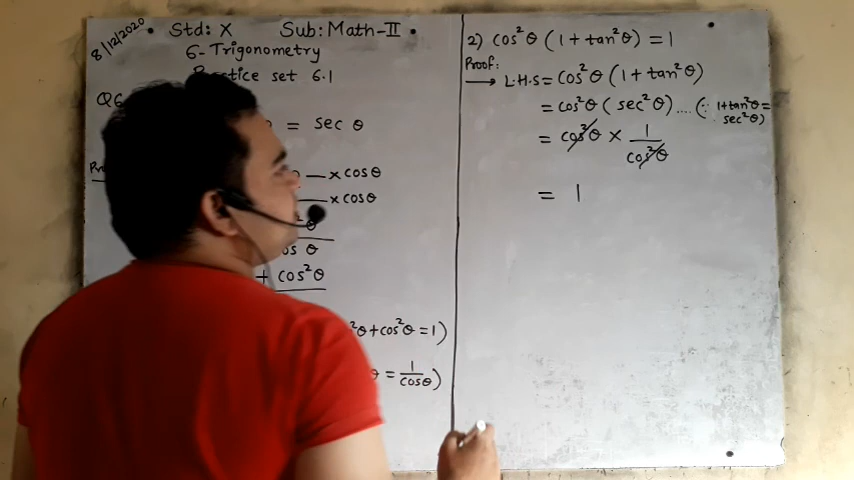 8/12/2020
Std: X Sub: Math-II
6- Trigonometry
set 6.1
Q6
= sec θ
× cosθ
× cosθ
²θ
θ
+ cos²θ
²θ + cos²θ = 1)
θ = 1/cosθ)
2) cos²θ (1 + tan²θ) = 1
Proof:
→ L.H.S = cos²θ (1 + tan²θ)
= cos²θ ( sec²θ ) .... (∵ 1+tan²θ =
sec²θ)
= cos²θ × 1/cos²θ
= 1